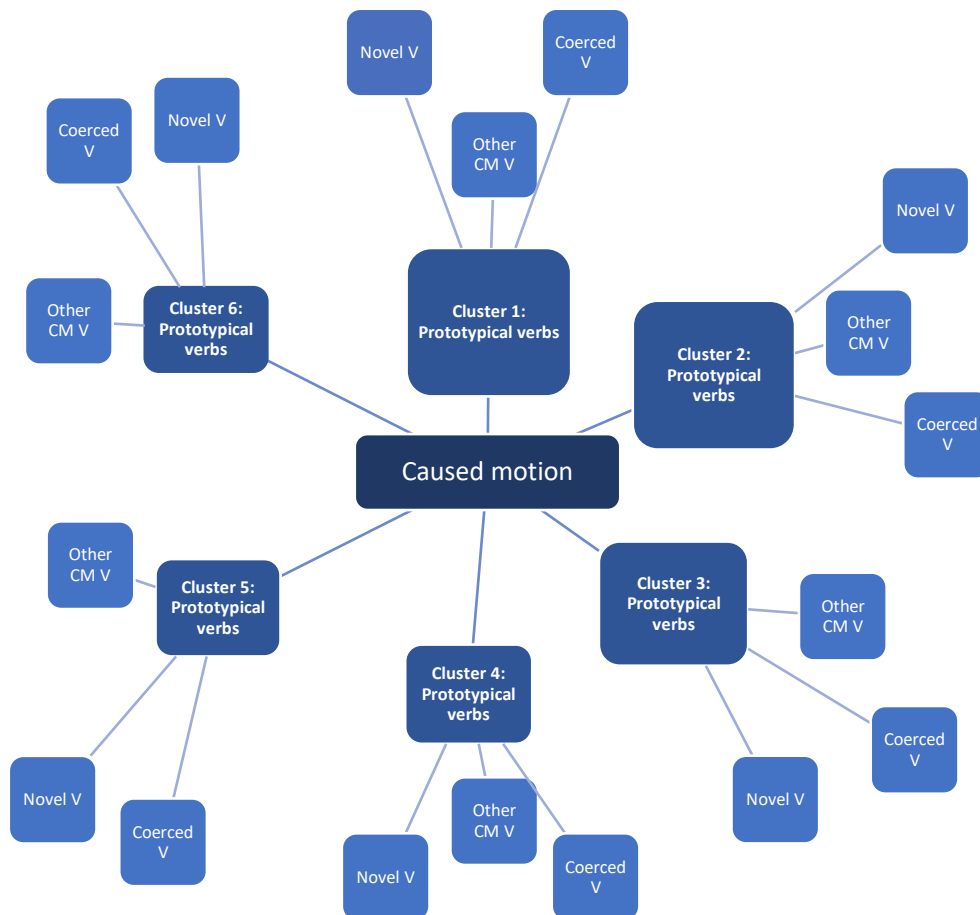 Novel V
Coerced
V
Other
CM V
Cluster 1:
Prototypical verbs
Novel V
Other
CM V
Coerced
V
Cluster 2:
Prototypical
verbs
Coerced
V
Novel V
Other
CM V
Cluster 6:
Prototypical
verbs
Caused motion
Other
CM V
Cluster 5:
Prototypical
verbs
Novel V
Coerced
V
Cluster 4:
Prototypical
verbs
Novel V
Other
CM V
Coerced
V
Cluster 3:
Prototypical
verbs
Other
CM V
Coerced
V
Novel V